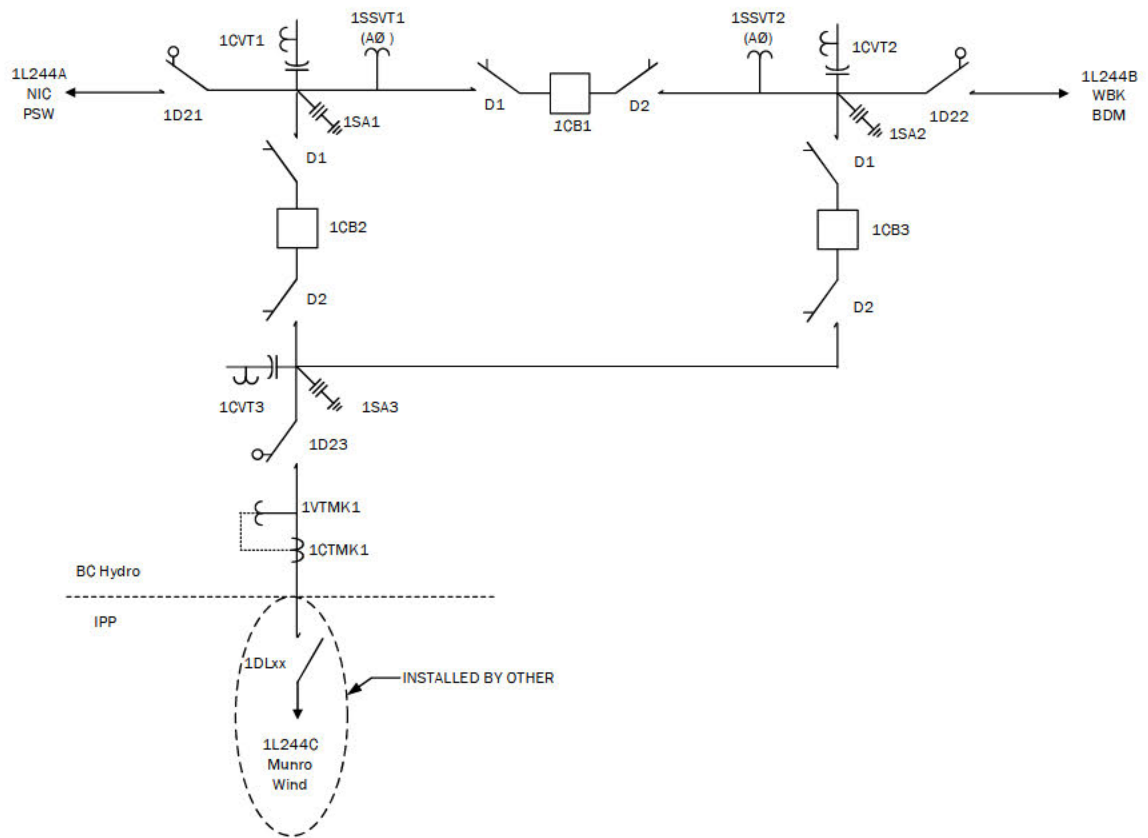 1SSVT1
(AØ )
1SSVT2
(AØ)
1CVT1
1CVT2
1L244A
NIC
PSW
1L244B
WBK
BDM
1D21
1SA1
D1
1CB1
D2
1SA2
1D22
D1
D1
1CB2
1CB3
D2
D2
1CVT3
1SA3
1D23
1VTMK1
1CTMK1
BC Hydro
IPP
1DLxx
INSTALLED BY OTHER
1L244C
Munro
Wind